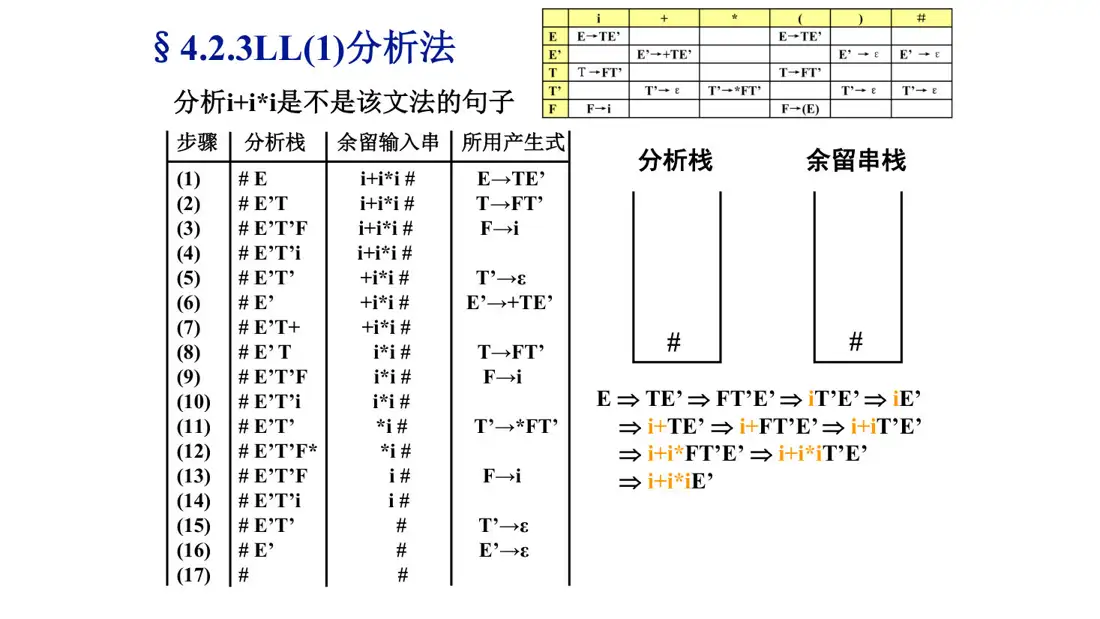 §4.2.3LL(1)分析法
i + * ( ) #
E E→TE’ E→TE’
E’ E’→+TE’ E’→ε E’→ε
T T→FT’ T→FT’
T’ T’→ε T’→*FT’ T’→ε T’→ε
F F→i F→(E)
分析i+i*i是不是该文法的句子
步骤 分析栈 余留输入串 所用产生式
(1) # E i+i*i # E→TE’
(2) # E’T i+i*i # T→FT’
(3) # E’T’F i+i*i # F→i
(4) # E’T’i i+i*i #
(5) # E’T’ +i*i # T’→ε
(6) # E’ +i*i # E’→+TE’
(7) # E’T+ +i*i #
(8) # E’ T i*i # T→FT’
(9) # E’T’F i*i # F→i
(10) # E’T’i i*i #
(11) # E’T’ *i # T’→*FT’
(12) # E’T’F* *i #
(13) # E’T’F i # F→i
(14) # E’T’i i #
(15) # E’T’ # T’→ε
(16) # E’ # E’→ε
(17) # #
分析栈 余留串栈
# #
E ⇒ TE’ ⇒ FT’E’ ⇒ iT’E’ ⇒ iE’
⇒ i+TE’ ⇒ i+FT’E’ ⇒ i+iT’E’
⇒ i+i*FT’E’ ⇒ i+i*iT’E’
⇒ i+i*iE’